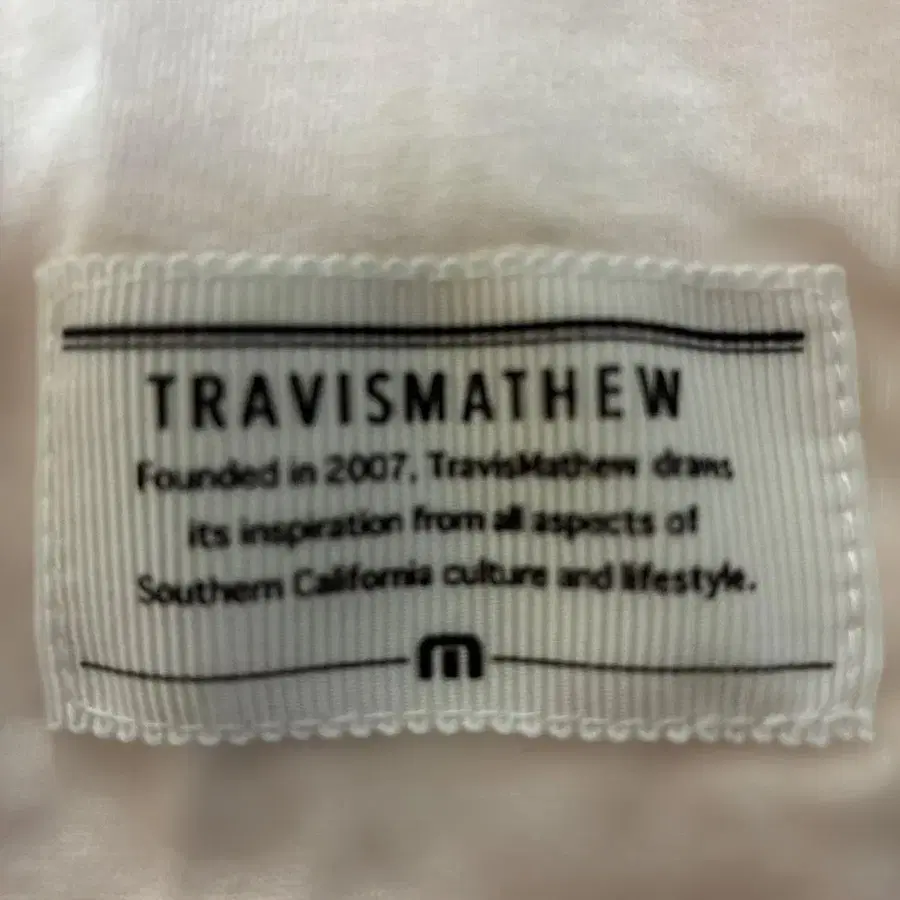 TRAVISMATHEW
Founded in 2007, TravisMathew draws
its inspiration from all aspects of
Southern California culture and lifestyle.
m